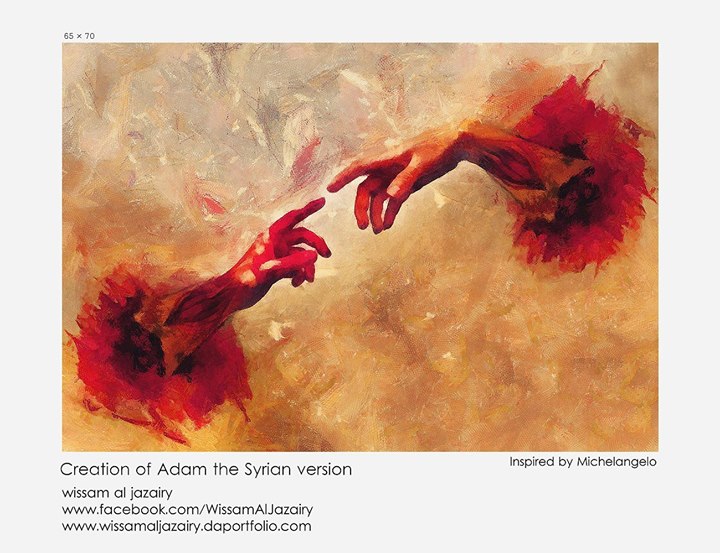 65 × 70
Inspired by Michelangelo
Creation of Adam the Syrian version
wissam al jazairy
www.facebook.com/WissamAlJazairy
www.wissamaljazairy.daportfolio.com